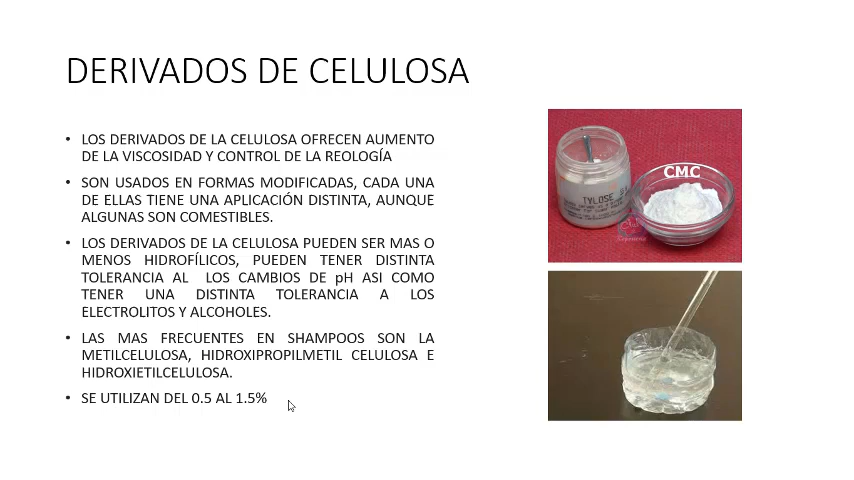 DERIVADOS DE CELULOSA
• LOS DERIVADOS DE LA CELULOSA OFRECEN AUMENTO
DE LA VISCOSIDAD Y CONTROL DE LA REOLOGÍA
• SON USADOS EN FORMAS MODIFICADAS, CADA UNA
DE ELLAS TIENE UNA APLICACIÓN DISTINTA, AUNQUE
ALGUNAS SON COMESTIBLES.
• LOS DERIVADOS DE LA CELULOSA PUEDEN SER MAS O
MENOS HIDROFÍLICOS, PUEDEN TENER DISTINTA
TOLERANCIA AL LOS CAMBIOS DE pH ASI COMO
TENER UNA DISTINTA TOLERANCIA A LOS
ELECTROLITOS Y ALCOHOLES.
• LAS MAS FRECUENTES EN SHAMPOOS SON LA
METILCELULOSA, HIDROXIPROPILMETIL CELULOSA E
HIDROXIETILCELULOSA.
• SE UTILIZAN DEL 0.5 AL 1.5%
CMC
TYLOSE